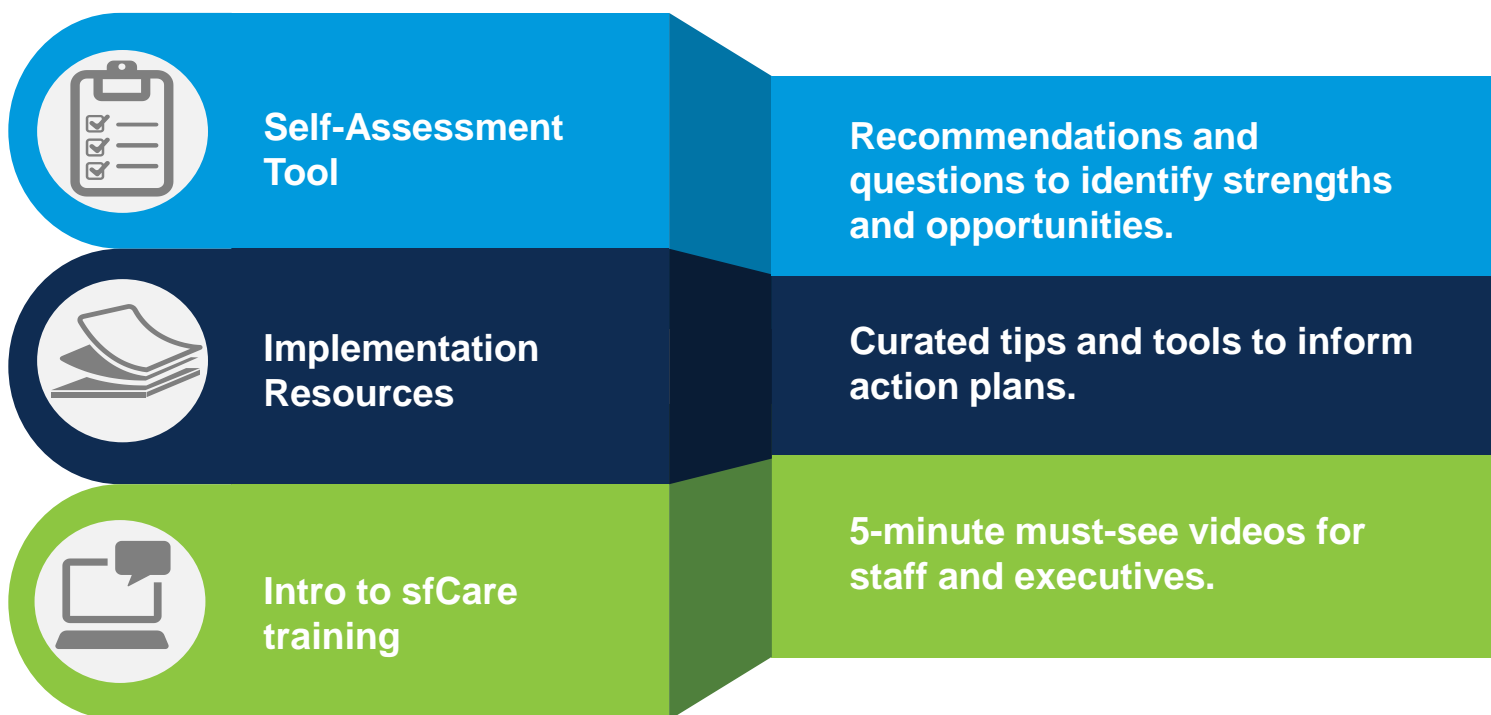 Self-Assessment
Tool
Recommendations and
questions to identify strengths
and opportunities.
Implementation
Resources
Curated tips and tools to inform
action plans.
Intro to sfCare
training
5-minute must-see videos for
staff and executives.